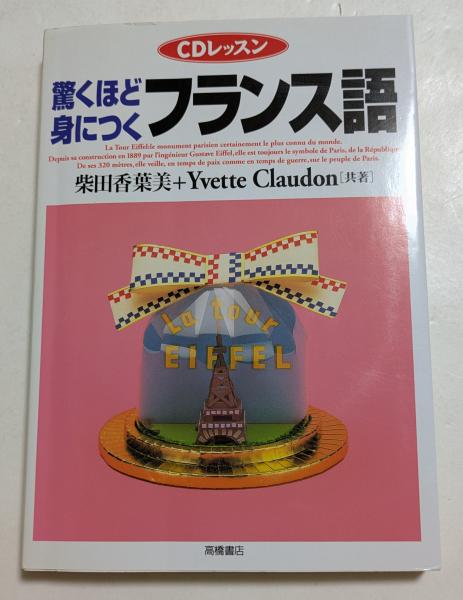 CDレッスン
驚くほど
身につく
フランス語
La Tour Eiffel:le monument parisien certainement le plus connu du monde.
Depuis sa construction en 1889 par l'ingénieur Gustave Eiffel, elle est toujours le symbole de Paris, de la République.
De ses 320 mètres, elle veille, en temps de paix comme en temps de guerre, sur le peuple de Paris.
柴田香葉美+Yvette Claudon[共著]
La tour
EIFFEL
高橋書店